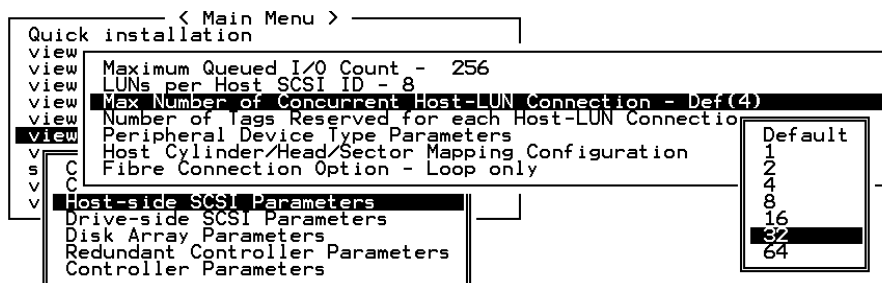 < Main Menu >
Quick installation
view
view
view
view
view
v
s
v
v
Maximum Queued I/O Count - 256
LUNs per Host SCSI ID - 8
Max Number of Concurrent Host-LUN Connection - Def(4)
Number of Tags Reserved for each Host-LUN Connectio
Peripheral Device Type Parameters
Host Cylinder/Head/Sector Mapping Configuration
Fibre Connection Option - Loop only
C
C
Host-side SCSI Parameters
Drive-side SCSI Parameters
Disk Array Parameters
Redundant Controller Parameters
Controller Parameters
Default
1
2
4
8
16
32
64